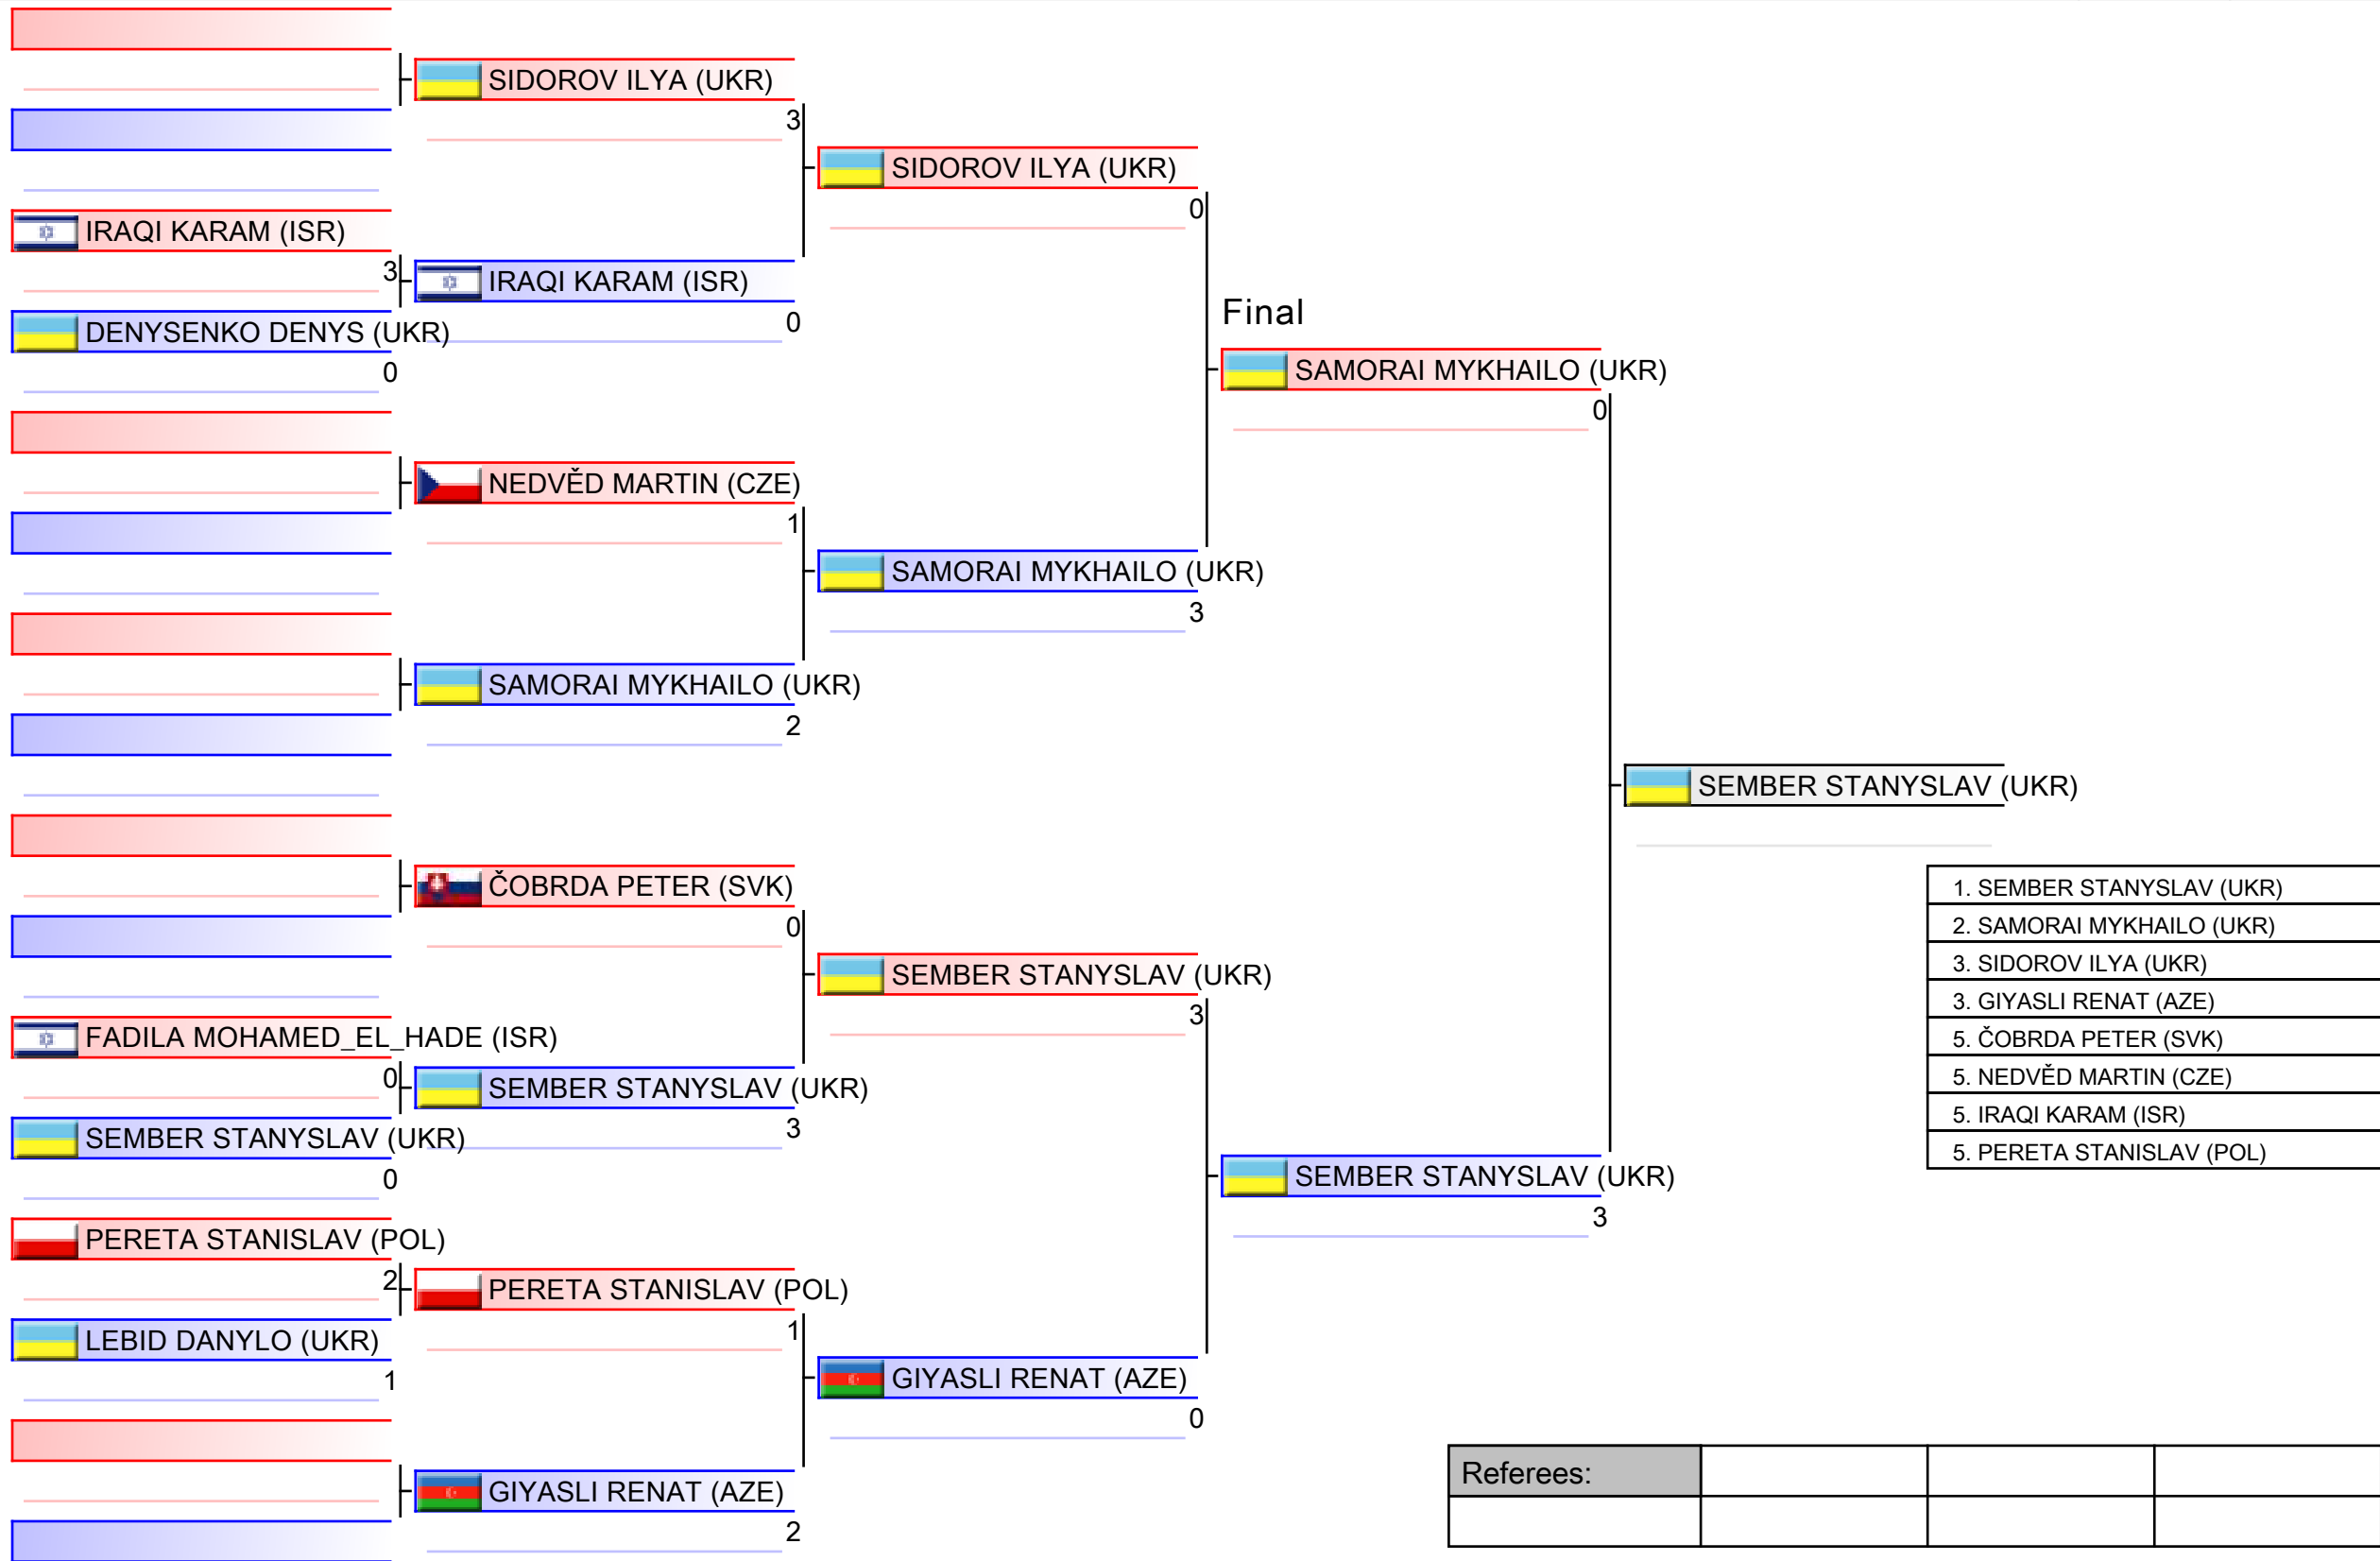 SIDOROV ILYA (UKR)
3
SIDOROV ILYA (UKR)
0
IRAQI KARAM (ISR)
3
IRAQI KARAM (ISR)
0
DENYSENKO DENYS (UKR)
0
Final
SAMORAI MYKHAILO (UKR)
0
NEDVĚD MARTIN (CZE)
1
SAMORAI MYKHAILO (UKR)
3
SAMORAI MYKHAILO (UKR)
2
SEMBER STANYSLAV (UKR)
ČOBRDA PETER (SVK)
0
SEMBER STANYSLAV (UKR)
3
FADILA MOHAMED_EL_HADE (ISR)
0
SEMBER STANYSLAV (UKR)
3
SEMBER STANYSLAV (UKR)
0
SEMBER STANYSLAV (UKR)
3
PERETA STANISLAV (POL)
2
PERETA STANISLAV (POL)
1
LEBID DANYLO (UKR)
1
GIYASLI RENAT (AZE)
0
GIYASLI RENAT (AZE)
2
1. SEMBER STANYSLAV (UKR)
2. SAMORAI MYKHAILO (UKR)
3. SIDOROV ILYA (UKR)
3. GIYASLI RENAT (AZE)
5. ČOBRDA PETER (SVK)
5. NEDVĚD MARTIN (CZE)
5. IRAQI KARAM (ISR)
5. PERETA STANISLAV (POL)
Referees: